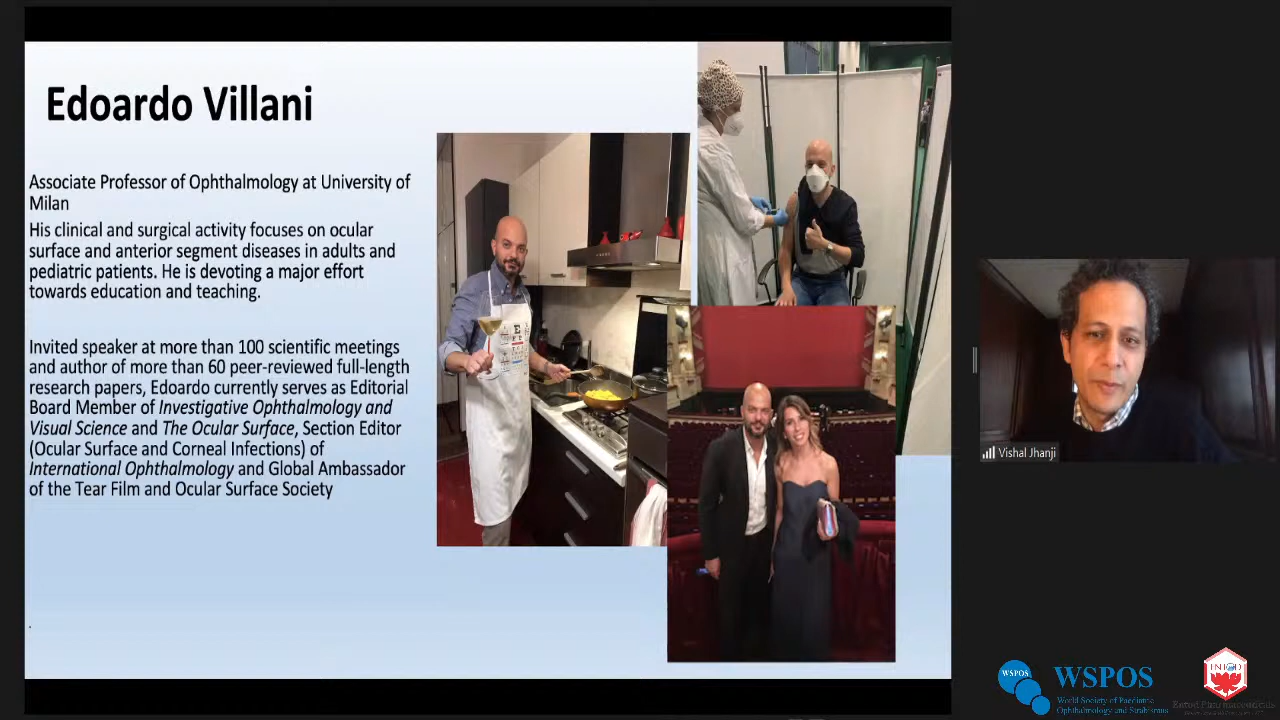 Edoardo Villani
Associate Professor of Ophthalmology at University of
Milan
His clinical and surgical activity focuses on ocular
surface and anterior segment diseases in adults and
pediatric patients. He is devoting a major effort
towards education and teaching.
Invited speaker at more than 100 scientific meetings
and author of more than 60 peer-reviewed full-length
research papers, Edoardo currently serves as Editorial
Board Member of Investigative Ophthalmology and
Visual Science and The Ocular Surface, Section Editor
(Ocular Surface and Corneal Infections) of
International Ophthalmology and Global Ambassador
of the Tear Film and Ocular Surface Society
.
Vishal Jhanji
WSPOS
WSPOS
World Society of Paediatric
Ophthalmology and Strabismus
Entod Pharmaceuticals